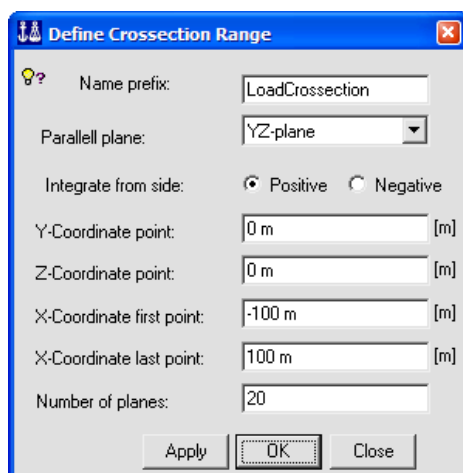 Define Crossection Range
Name prefix: LoadCrossection
Parallell plane: YZ-plane
Integrate from side: Positive Negative
Y-Coordinate point: 0 m [m]
Z-Coordinate point: 0 m [m]
X-Coordinate first point: -100 m [m]
X-Coordinate last point: 100 m [m]
Number of planes: 20
Apply OK Close